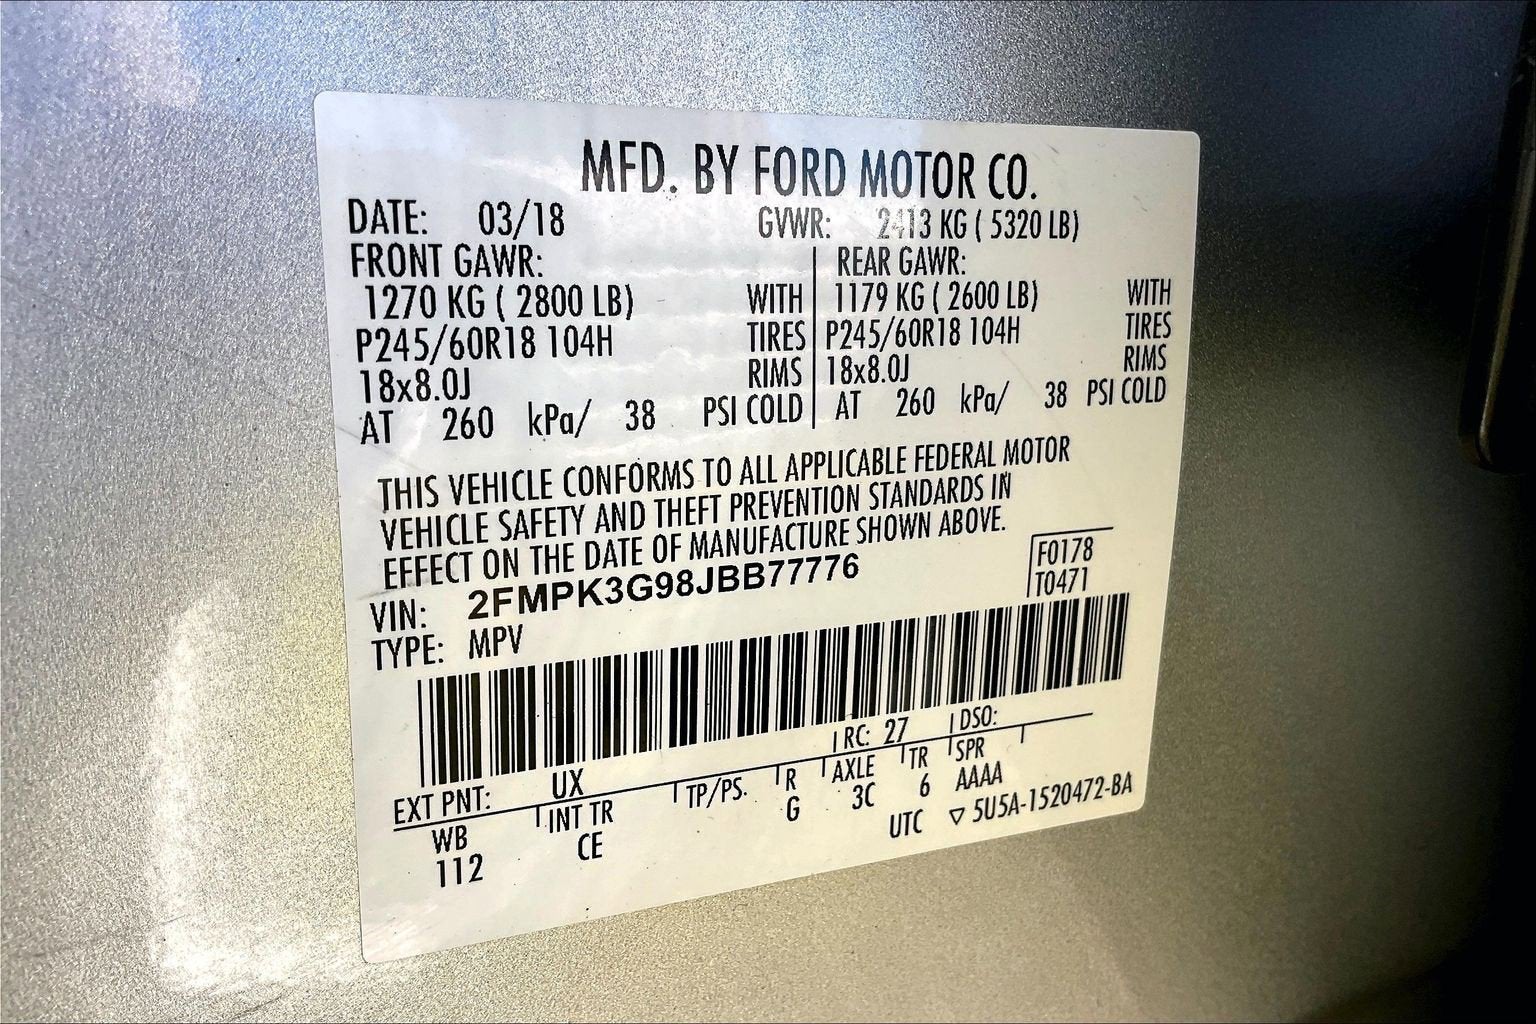 MFD. BY FORD MOTOR CO.
DATE: 03/18 GVWR: 2413 KG ( 5320 LB)
FRONT GAWR: REAR GAWR:
1270 KG ( 2800 LB) WITH 1179 KG ( 2600 LB) WITH
P245/60R18 104H TIRES P245/60R18 104H TIRES
18x8.0J RIMS 18x8.0J RIMS
AT 260 kPa/ 38 PSI COLD AT 260 kPa/ 38 PSI COLD
THIS VEHICLE CONFORMS TO ALL APPLICABLE FEDERAL MOTOR
VEHICLE SAFETY AND THEFT PREVENTION STANDARDS IN
EFFECT ON THE DATE OF MANUFACTURE SHOWN ABOVE.
VIN: 2FMPK3G98JBB77776 F0178
TYPE: MPV T0471
EXT PNT: UX RC: 27 DSO:
WB INT TR TP/PS. R AXLE TR SPR
112 CE G 3C 6 AAAA
UTC ▽ 5U5A-1520472-BA